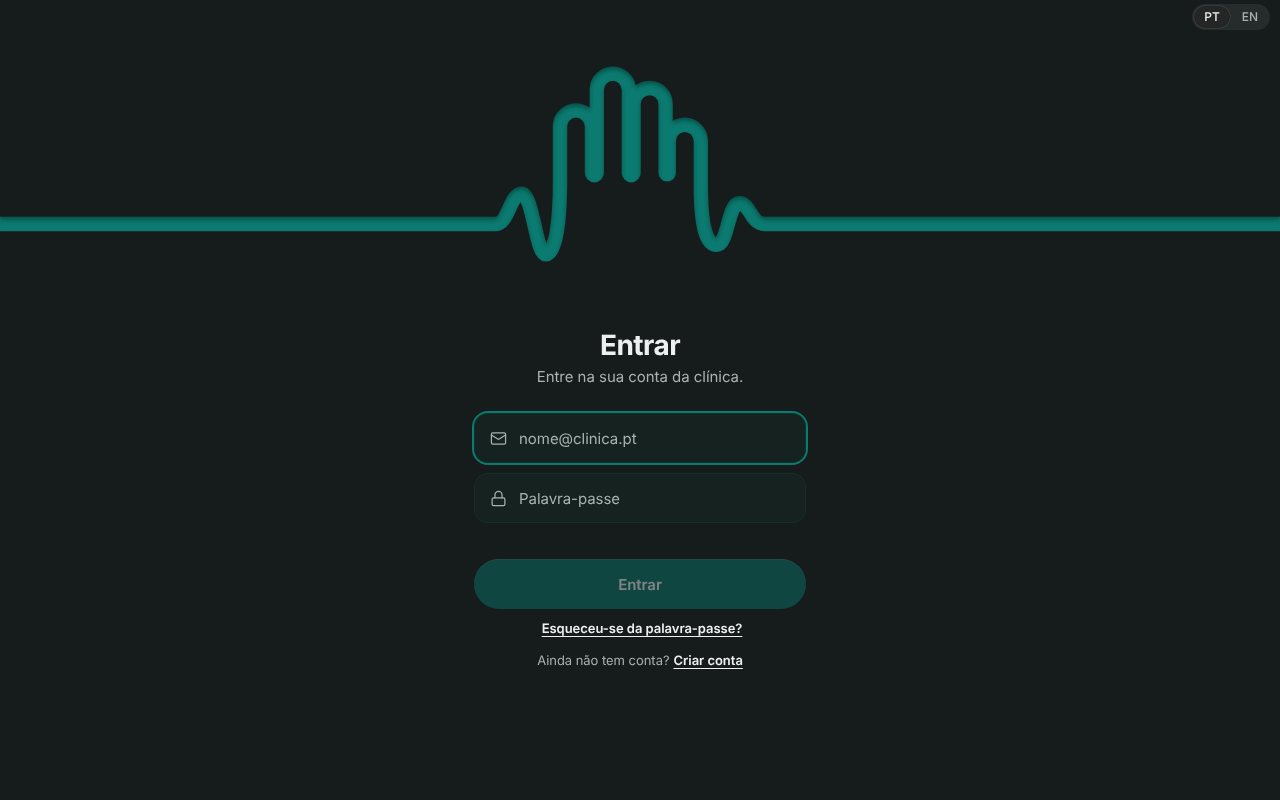 PT EN
Entrar
Entre na sua conta da clínica.
nome@clinica.pt
Palavra-passe
Entrar
Esqueceu-se da palavra-passe?
Ainda não tem conta? Criar conta